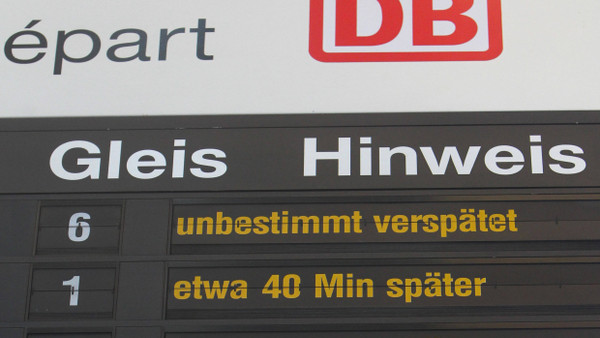 épart DB
Gleis Hinweis
6 unbestimmt verspätet
1 etwa 40 Min später